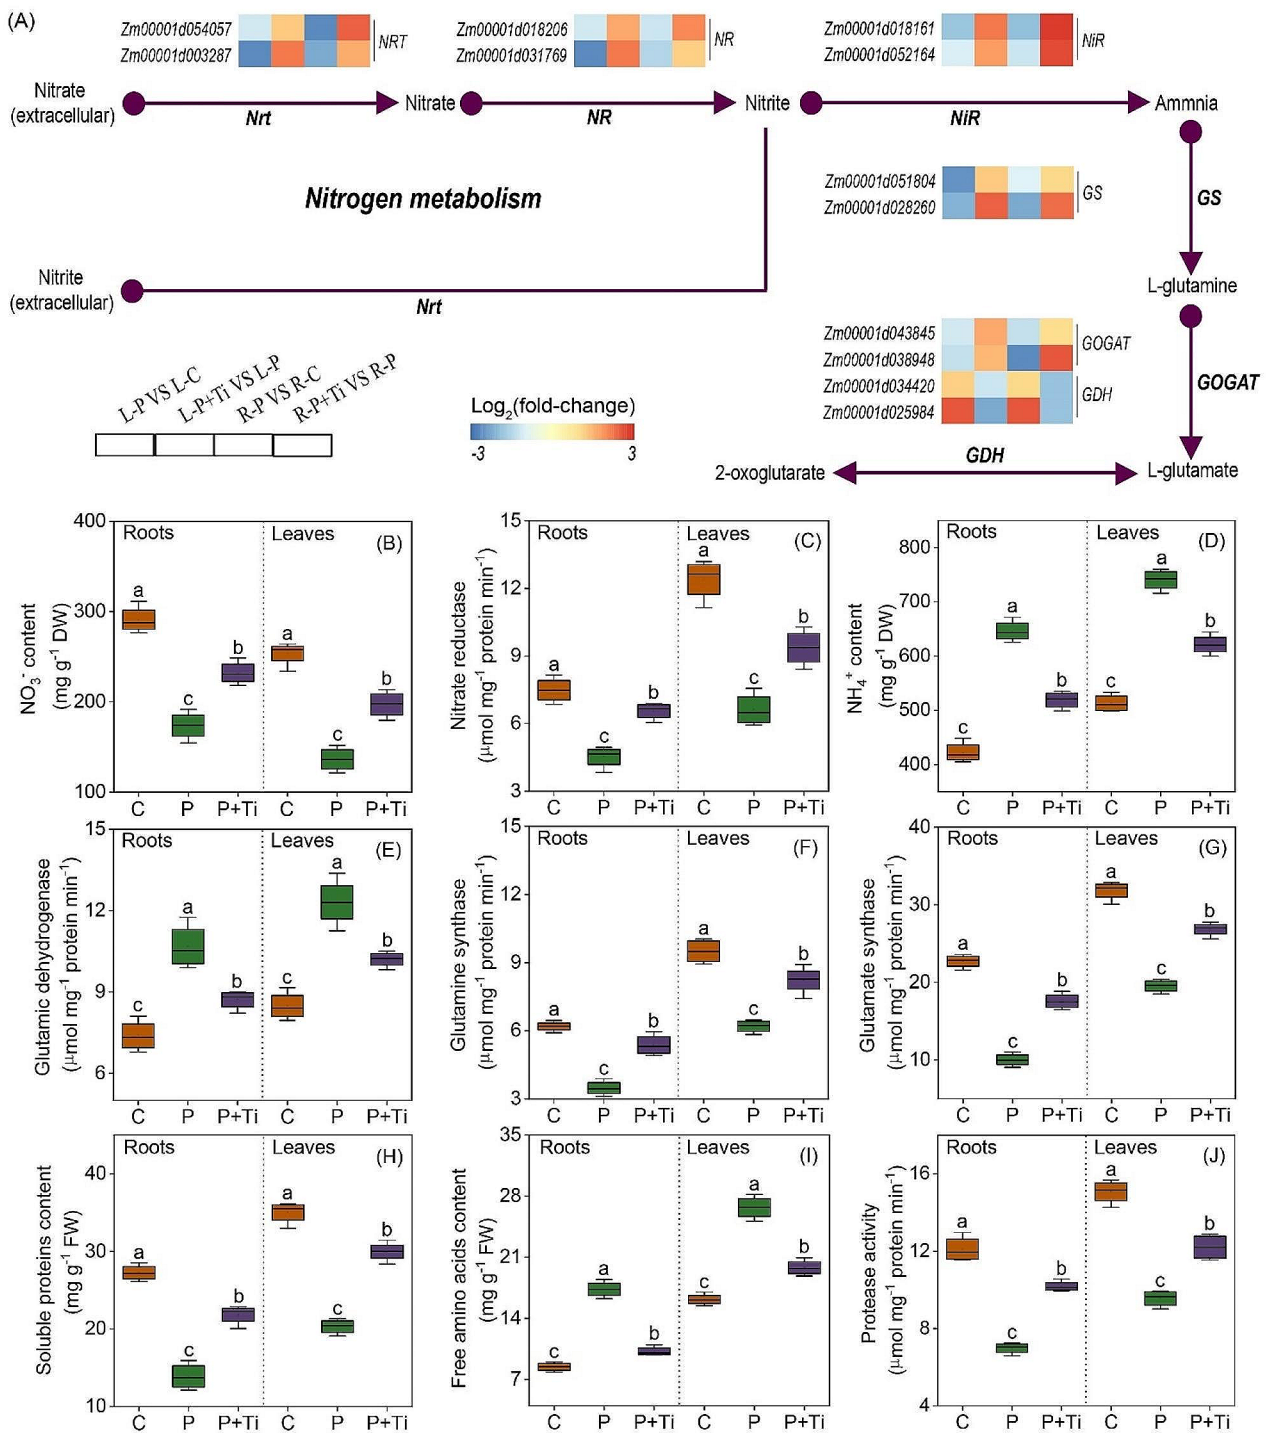 (A)
Zm00001d054057
Zm00001d003287
NRT
Zm00001d018206
Zm00001d031769
NR
Zm00001d018161
Zm00001d052164
NiR
Nitrate
(extracellular)
Nrt
Nitrate
NR
Nitrite
NiR
Ammnia
Nitrogen metabolism
Zm00001d051804
Zm00001d028260
GS
GS
Nitrite
(extracellular)
Nrt
L-glutamine
Zm00001d043845
Zm00001d038948
GOGAT
Zm00001d034420
Zm00001d025984
GDH
GOGAT
L-P VS L-C
L-P+Ti VS L-P
R-P VS R-C
R-P+Ti VS R-P
Log2(fold-change)
-3
3
2-oxoglutarate
GDH
L-glutamate
Roots
Leaves
(B)
NO3- content
(mg g-1 DW)
400
300
200
100
a
c
b
a
c
b
C
P
P+Ti
C
P
P+Ti
Roots
Leaves
(C)
Nitrate reductase
(μmol mg-1 protein min-1)
15
12
9
6
3
a
c
b
a
c
b
C
P
P+Ti
C
P
P+Ti
Roots
Leaves
(D)
NH4+ content
(mg g-1 DW)
800
700
600
500
400
c
a
b
c
a
b
C
P
P+Ti
C
P
P+Ti
Roots
Leaves
(E)
Glutamic dehydrogenase
(μmol mg-1 protein min-1)
15
12
9
6
c
a
b
c
a
b
C
P
P+Ti
C
P
P+Ti
Roots
Leaves
(F)
Glutamine synthase
(μmol mg-1 protein min-1)
15
12
9
6
3
a
c
b
a
c
b
C
P
P+Ti
C
P
P+Ti
Roots
Leaves
(G)
Glutamate synthase
(μmol mg-1 protein min-1)
40
30
20
10
a
c
b
a
c
b
C
P
P+Ti
C
P
P+Ti
Roots
Leaves
(H)
Soluble proteins content
(mg g-1 FW)
40
30
20
10
a
c
b
a
c
b
C
P
P+Ti
C
P
P+Ti
Roots
Leaves
(I)
Free amino acids content
(mg g-1 FW)
35
28
21
14
7
c
a
b
c
a
b
C
P
P+Ti
C
P
P+Ti
Roots
Leaves
(J)
Protease activity
(μmol mg-1 protein min-1)
16
12
8
4
a
c
b
a
c
b
C
P
P+Ti
C
P
P+Ti